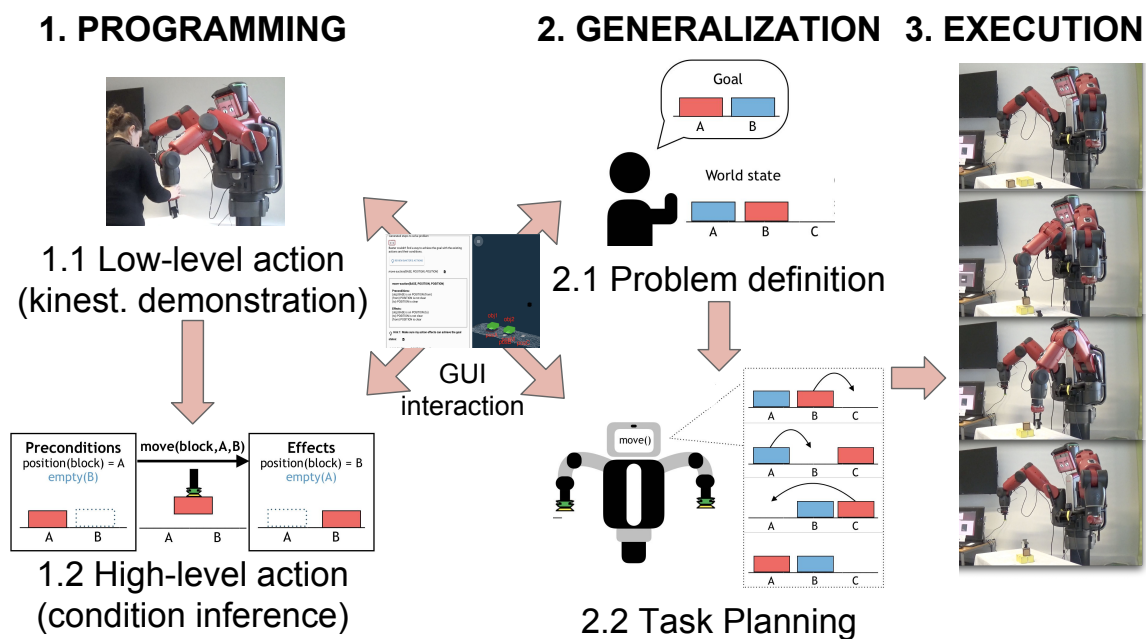 1. PROGRAMMING
2. GENERALIZATION
3. EXECUTION
Goal
A B
World state
A B C
1.1 Low-level action
(kinest. demonstration)
2.1 Problem definition
GUI
interaction
Preconditions
position(block) = A
empty(B)
A B
move(block,A,B)
A B
Effects
position(block) = B
empty(A)
A B
1.2 High-level action
(condition inference)
move()
A B C
A B C
A B C
A B C
2.2 Task Planning